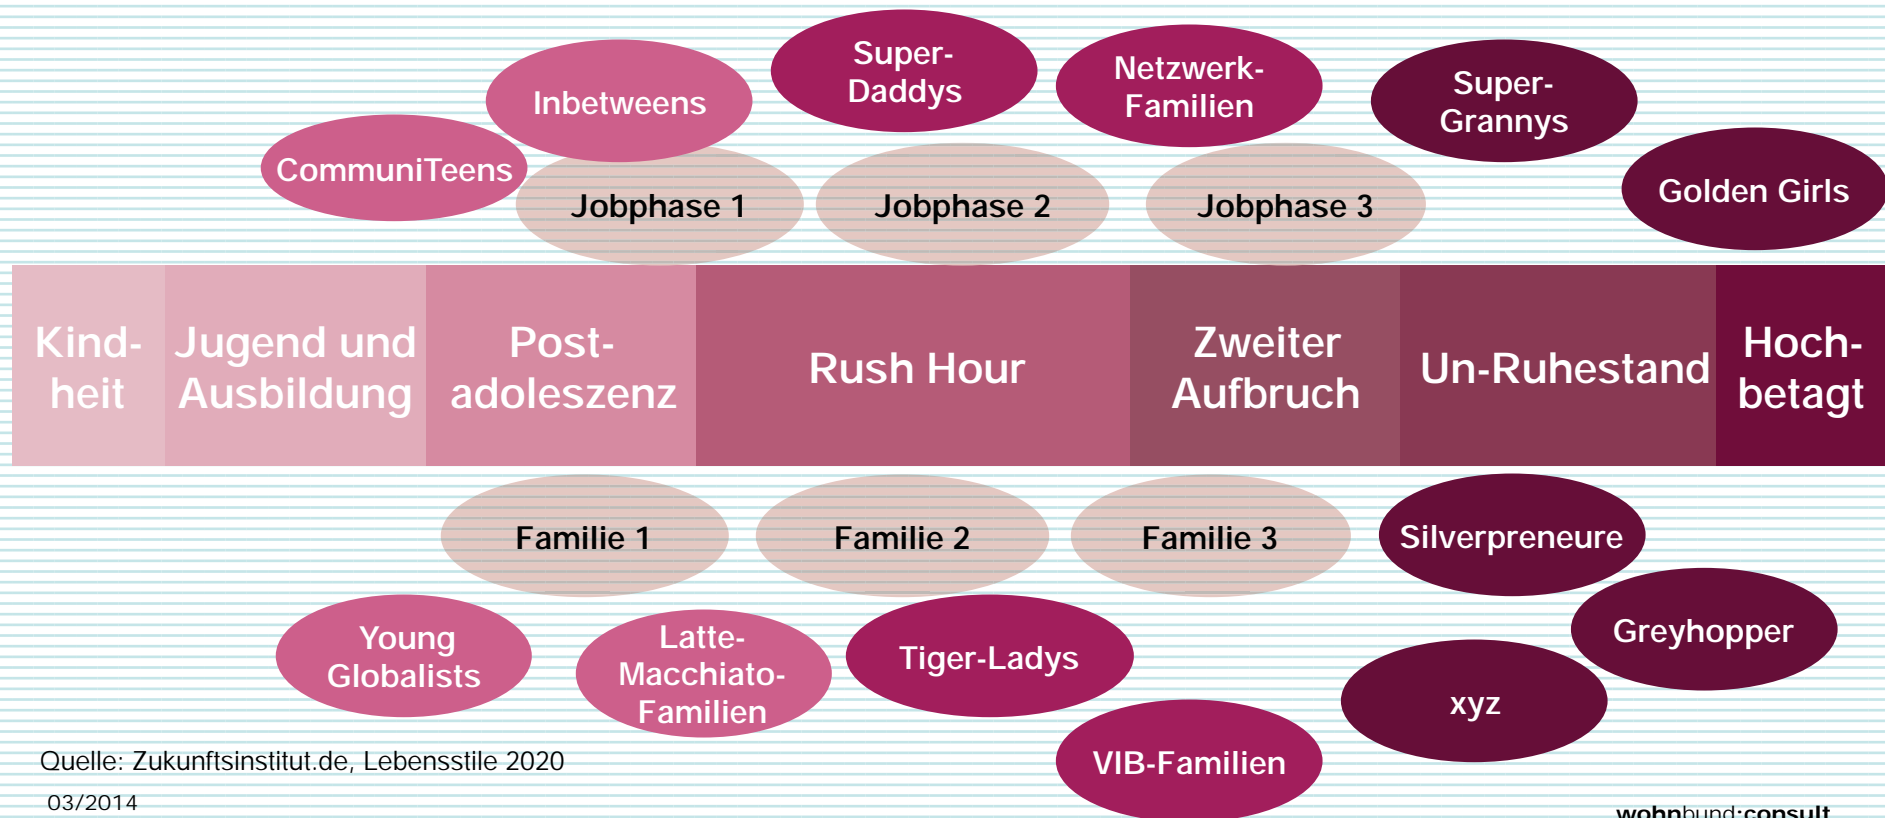 Super-
Daddys
Netzwerk-
Familien
Inbetweens
Super-
Grannys
CommuniTeens
Golden Girls
Jobphase 1
Jobphase 2
Jobphase 3
Kind-
heit
Jugend und
Ausbildung
Post-
adoleszenz
Rush Hour
Zweiter
Aufbruch
Un-Ruhestand
Hoch-
betagt
Familie 1
Familie 2
Familie 3
Silverpreneure
Greyhopper
Young
Globalists
Latte-
Macchiato-
Familien
Tiger-Ladys
xyz
VIB-Familien
Quelle: Zukunftsinstitut.de, Lebensstile 2020
03/2014
wohnbund:consult